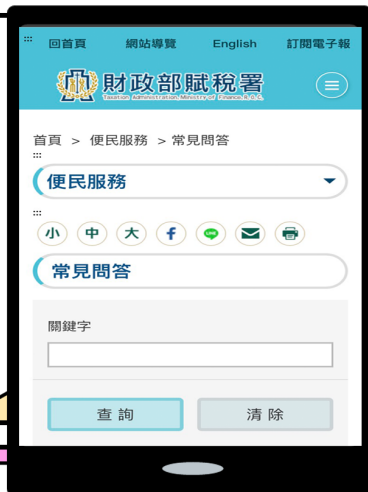 回首頁 網站導覽 English 訂閱電子報
財政部賦稅署
Taxation Administration, Ministry of Finance, R.O.C.
首頁 > 便民服務 > 常見問答
便民服務
小 中 大 f LINE
常見問答
關鍵字
查詢 清除